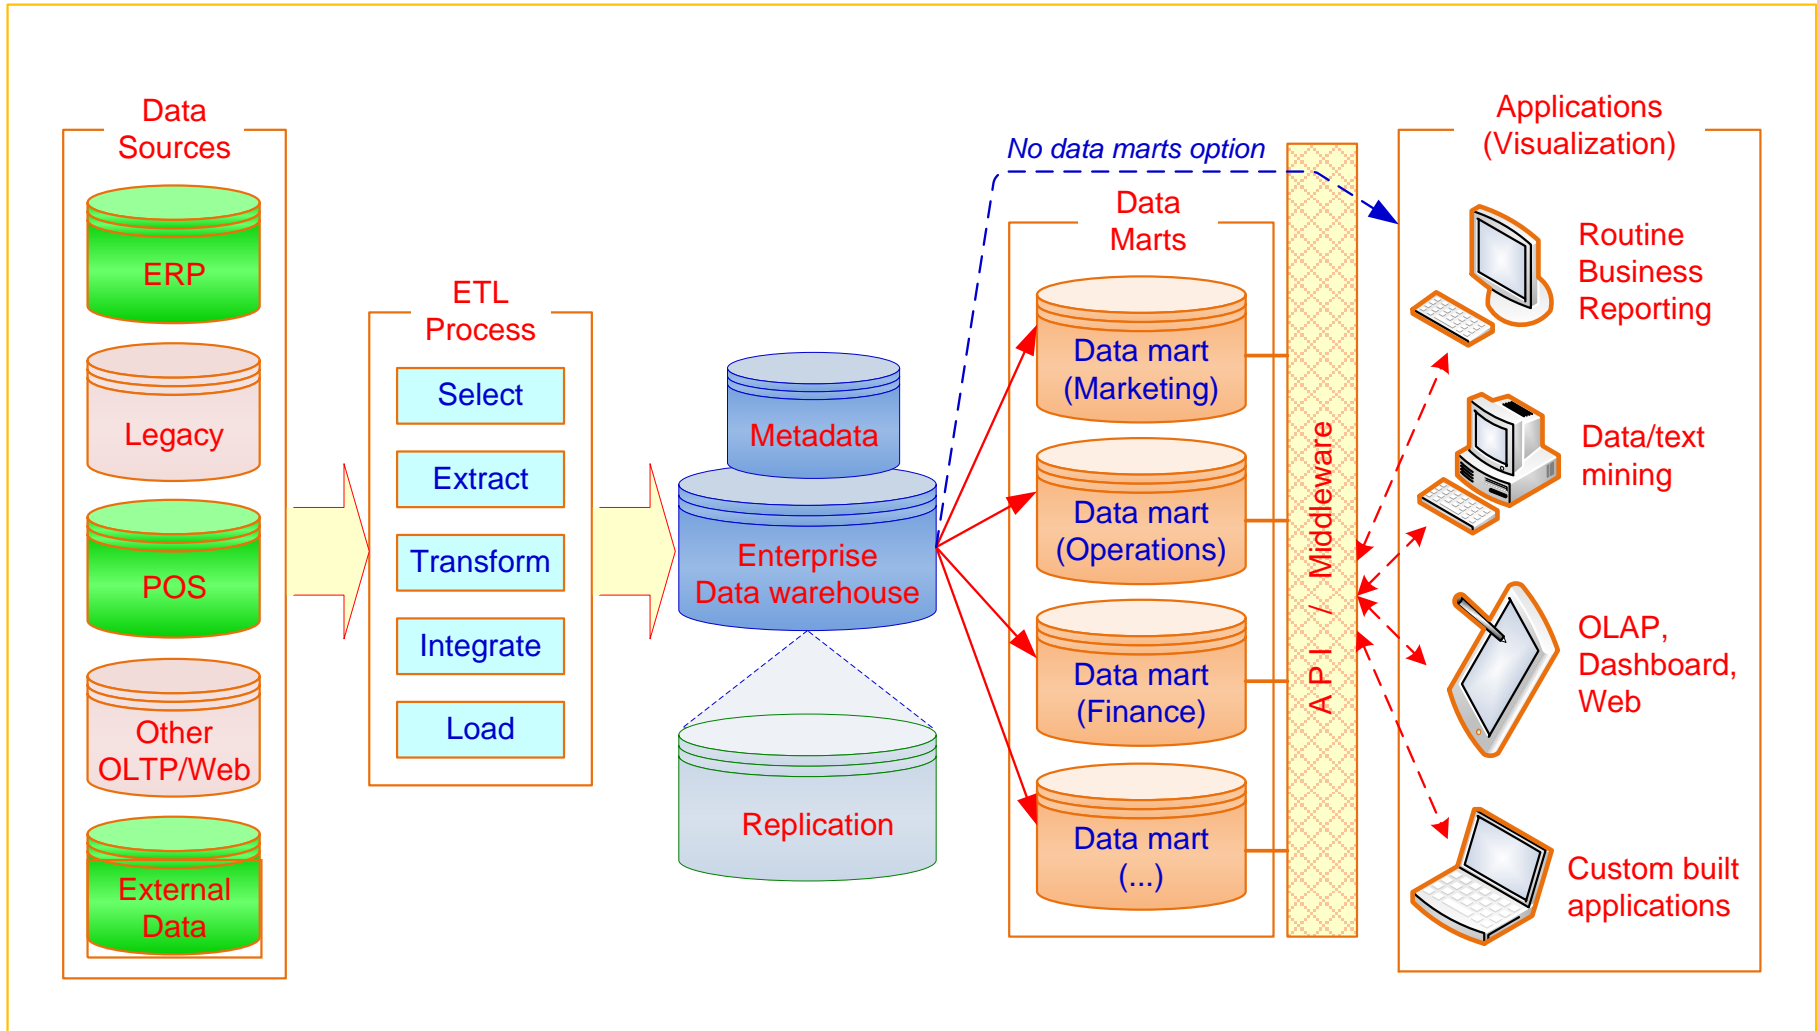 Data
Sources
ERP
Legacy
POS
Other
OLTP/Web
External
Data
ETL
Process
Select
Extract
Transform
Integrate
Load
Metadata
Enterprise
Data warehouse
Replication
No data marts option
Data
Marts
Data mart
(Marketing)
Data mart
(Operations)
Data mart
(Finance)
Data mart
(...)
API / Middleware
Applications
(Visualization)
Routine
Business
Reporting
Data/text
mining
OLAP,
Dashboard,
Web
Custom built
applications